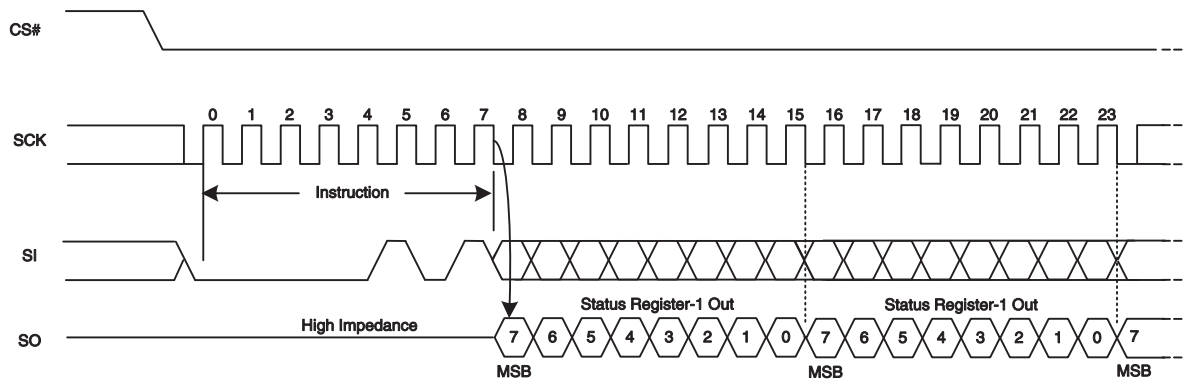 CS#
0 1 2 3 4 5 6 7 8 9 10 11 12 13 14 15 16 17 18 19 20 21 22 23
SCK
Instruction
SI
Status Register-1 Out Status Register-1 Out
High Impedance
SO 7 6 5 4 3 2 1 0 7 6 5 4 3 2 1 0 7
MSB MSB MSB